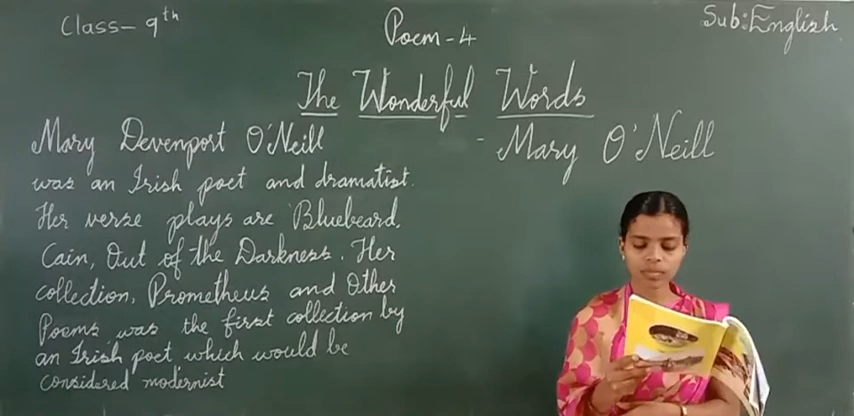 Class- 9th
Poem-4
Sub: English
The Wonderful Words
- Mary O'Neill
Mary Devenport O'Neill
was an Irish poet and dramatist.
Her verse plays are Bluebeard,
Cain, Out of the Darkness. Her
collection, Prometheus and Other
Poems was the first collection by
an Irish poet which would be
considered modernist